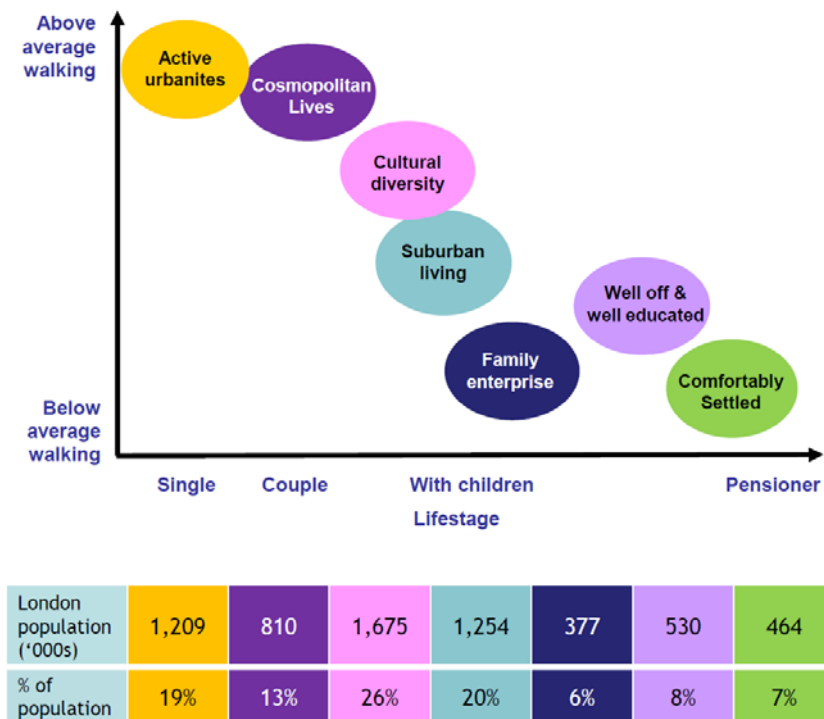 Above
average
walking
Active
urbanites
Cosmopolitan
Lives
Cultural
diversity
Suburban
living
Well off &
well educated
Family
enterprise
Comfortably
Settled
Below
average
walking
Single Couple With children Pensioner
Lifestage
London
population
(‘000s)
1,209 810 1,675 1,254 377 530 464
% of
population
19% 13% 26% 20% 6% 8% 7%